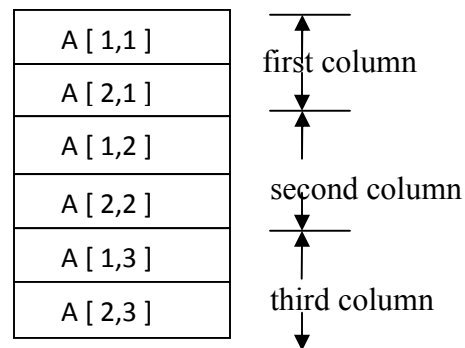 A [ 1,1 ]
first column
A [ 2,1 ]
A [ 1,2 ]
second column
A [ 2,2 ]
A [ 1,3 ]
third column
A [ 2,3 ]